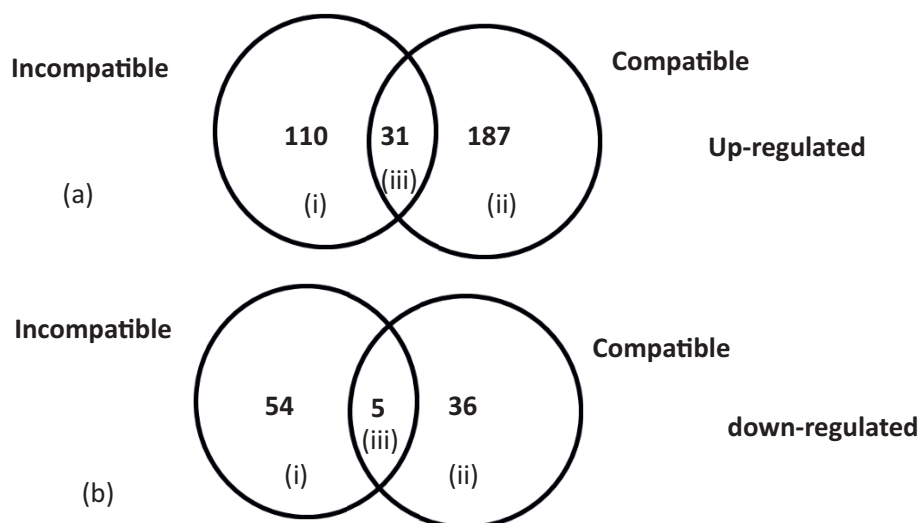 Incompatible
Compatible
110 31 187
Up-regulated
(a)
(i)
(iii)
(ii)
Incompatible
Compatible
54 5 36
down-regulated
(b)
(i)
(iii)
(ii)